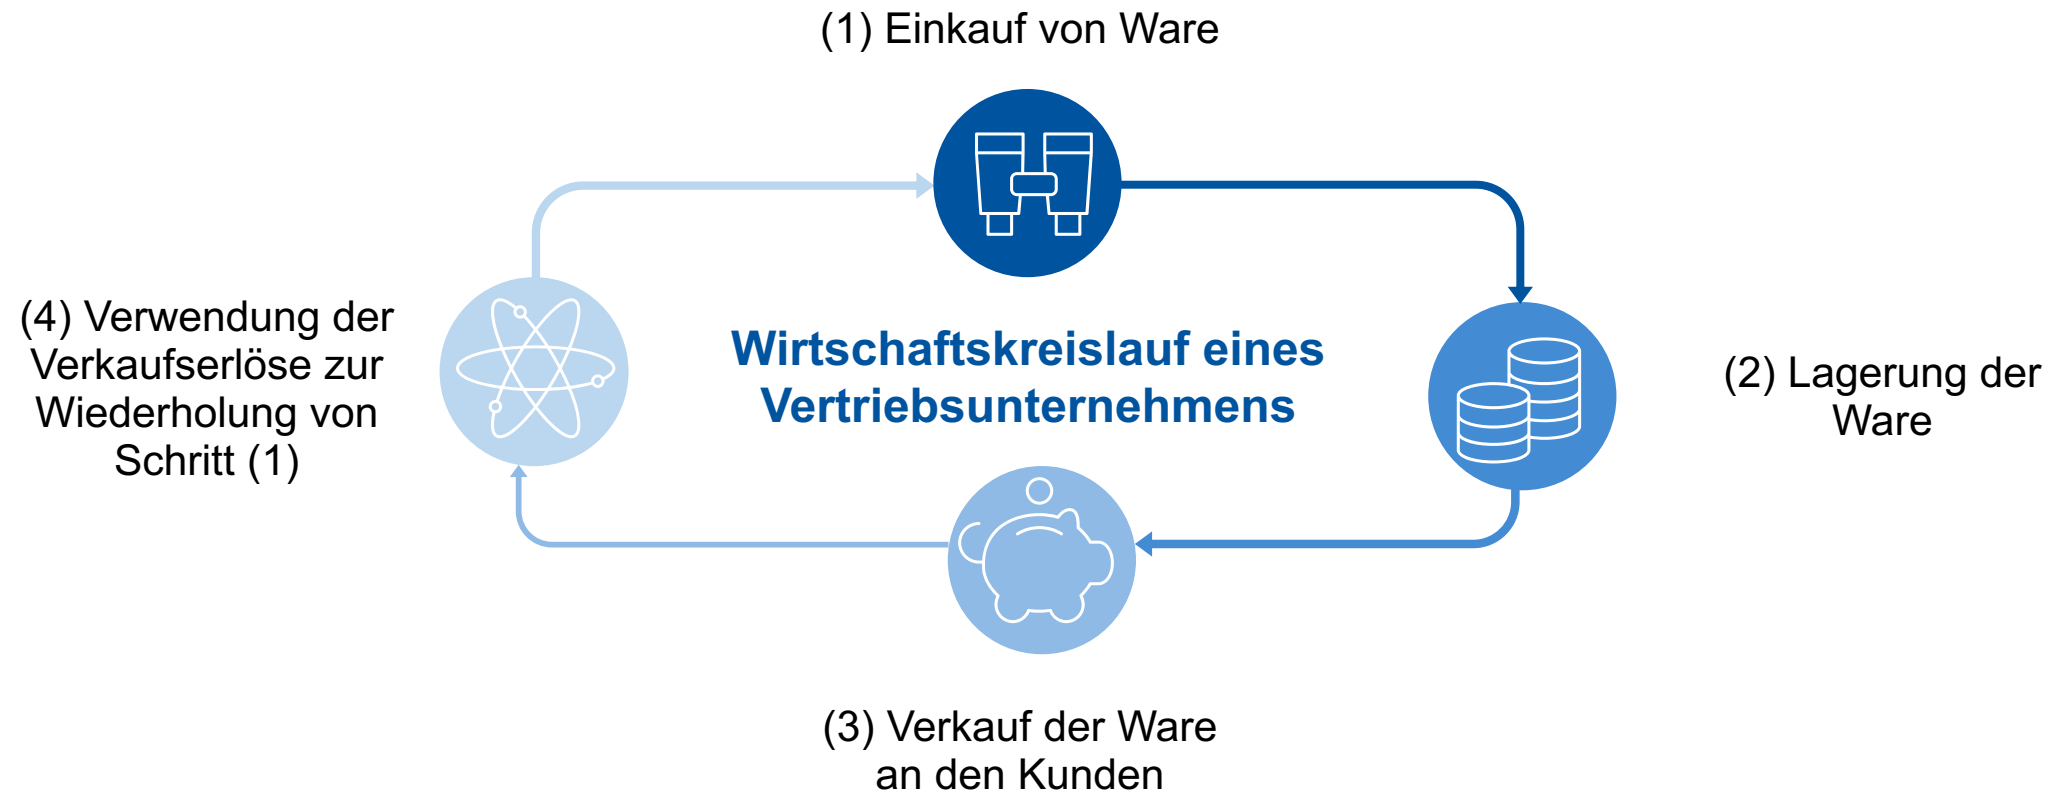 (1) Einkauf von Ware
(4) Verwendung der
Verkaufserlöse zur
Wiederholung von
Schritt (1)
Wirtschaftskreislauf eines
Vertriebsunternehmens
(2) Lagerung der
Ware
(3) Verkauf der Ware
an den Kunden